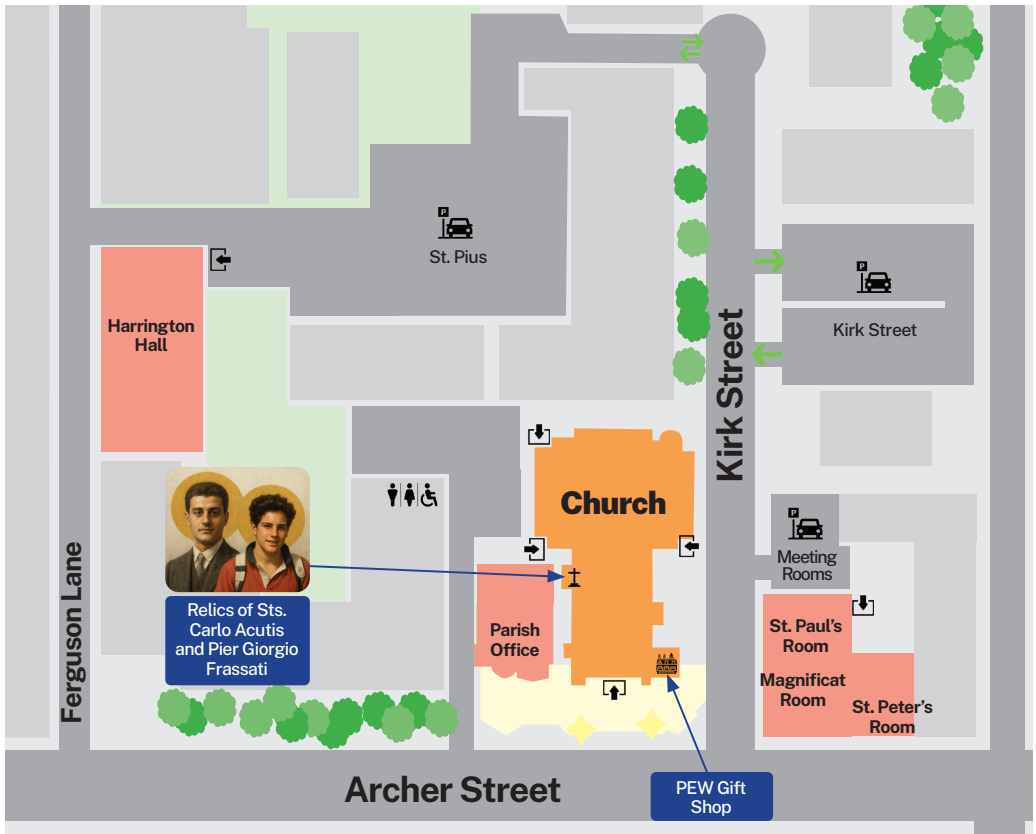 P
St. Pius
P
Kirk Street
Harrington
Hall
Kirk Street
Church
Ferguson Lane
Relics of Sts.
Carlo Acutis
and Pier Giorgio
Frassati
Parish
Office
P
Meeting
Rooms
St. Paul's
Room
Magnificat
Room
St. Peter's
Room
Archer Street
PEW Gift
Shop